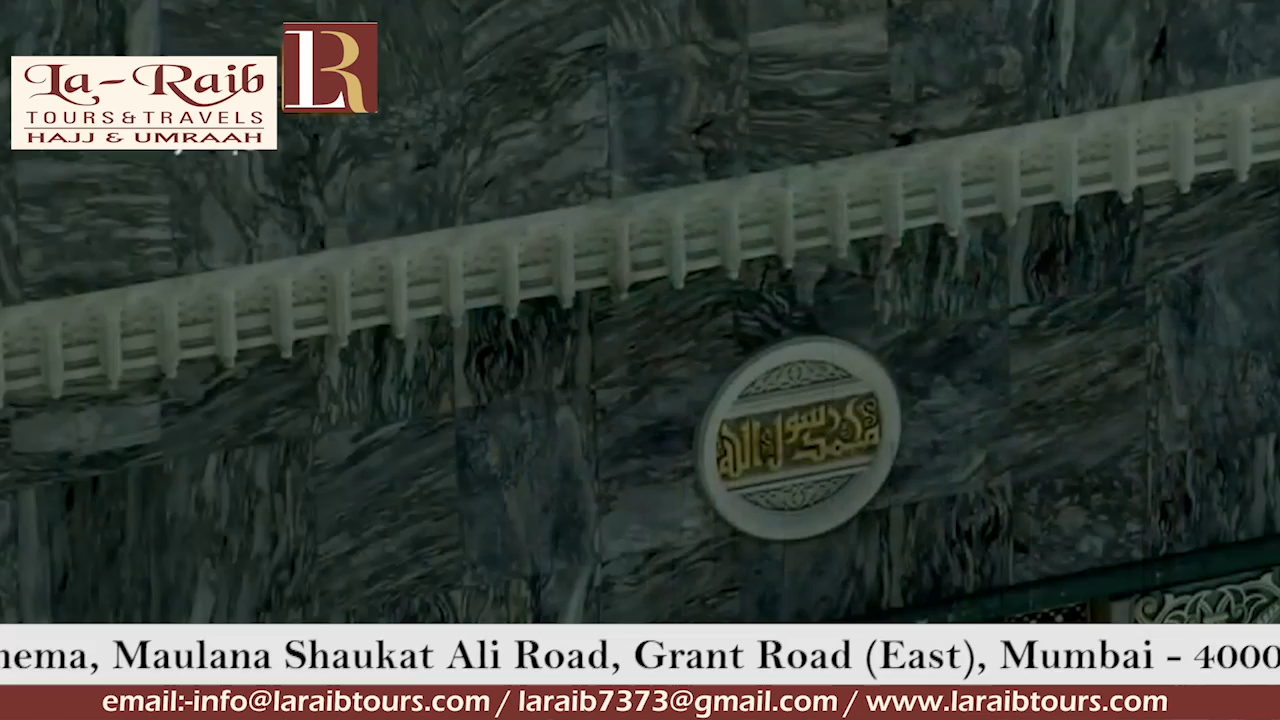 La-Raib
TOURS & TRAVELS
HAJJ & UMRAAH
LR
محمد رسول الله
Maulana Shaukat Ali Road, Grant Road (East), Mumbai - 4000
email:-info@laraibtours.com / laraib7373@gmail.com / www.laraibtours.com